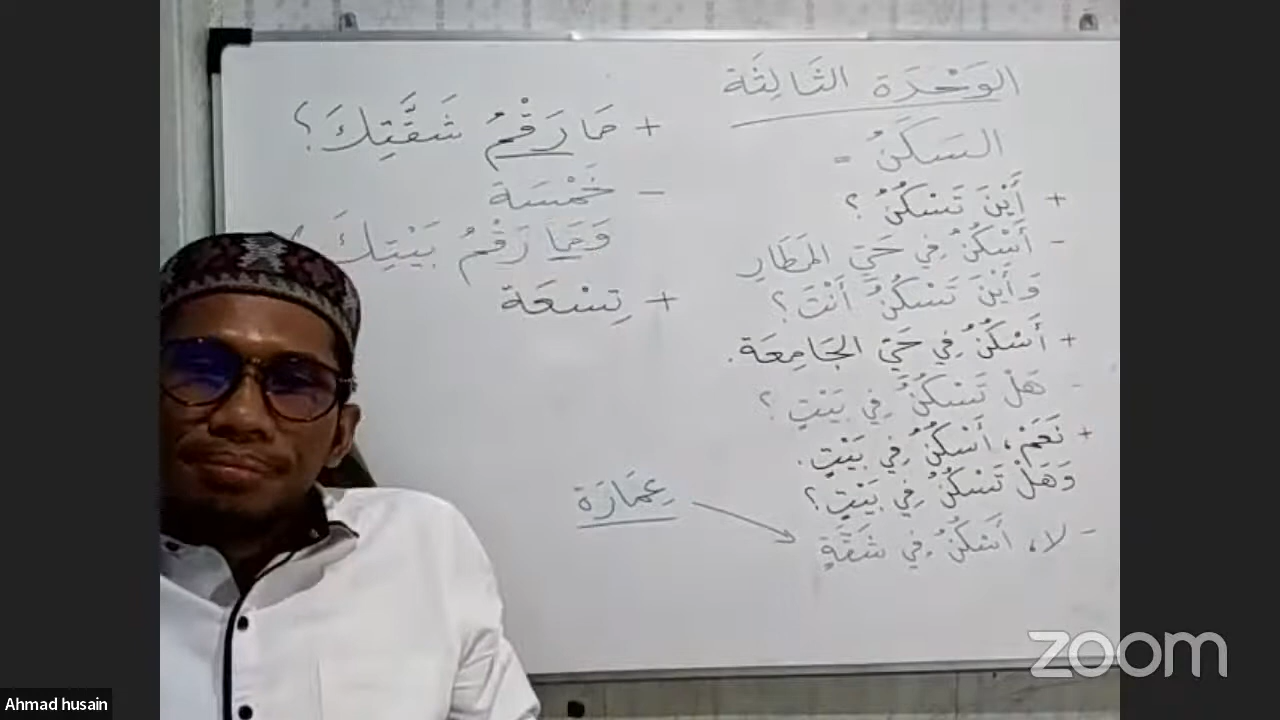 الوَحْدَة الثَالِثَة
السَكَنُ =
+ أَيْنَ تَسْكُنُ ؟
- أَسْكُنُ فِي حَيِّ المَطَارِ
وَأَيْنَ تَسْكُنُ أَنْتَ ؟
+ أَسْكُنُ فِي حَيِّ الجَامِعَة.
- هَلْ تَسْكُنُ فِي بَيْتٍ ؟
+ نَعَمْ، أَسْكُنُ فِي بَيْتٍ.
وَهَلْ تَسْكُنُ فِي بَيْتٍ ؟
- لا، أَسْكُنُ فِي شَقَّةٍ
عِمَارَة
+ مَا رَقْمُ شَقَّتِكَ ؟
- خَمْسَة
وَمَا رَقْمُ بَيْتِكَ ؟
+ تِسْعَة
zoom
Ahmad husain